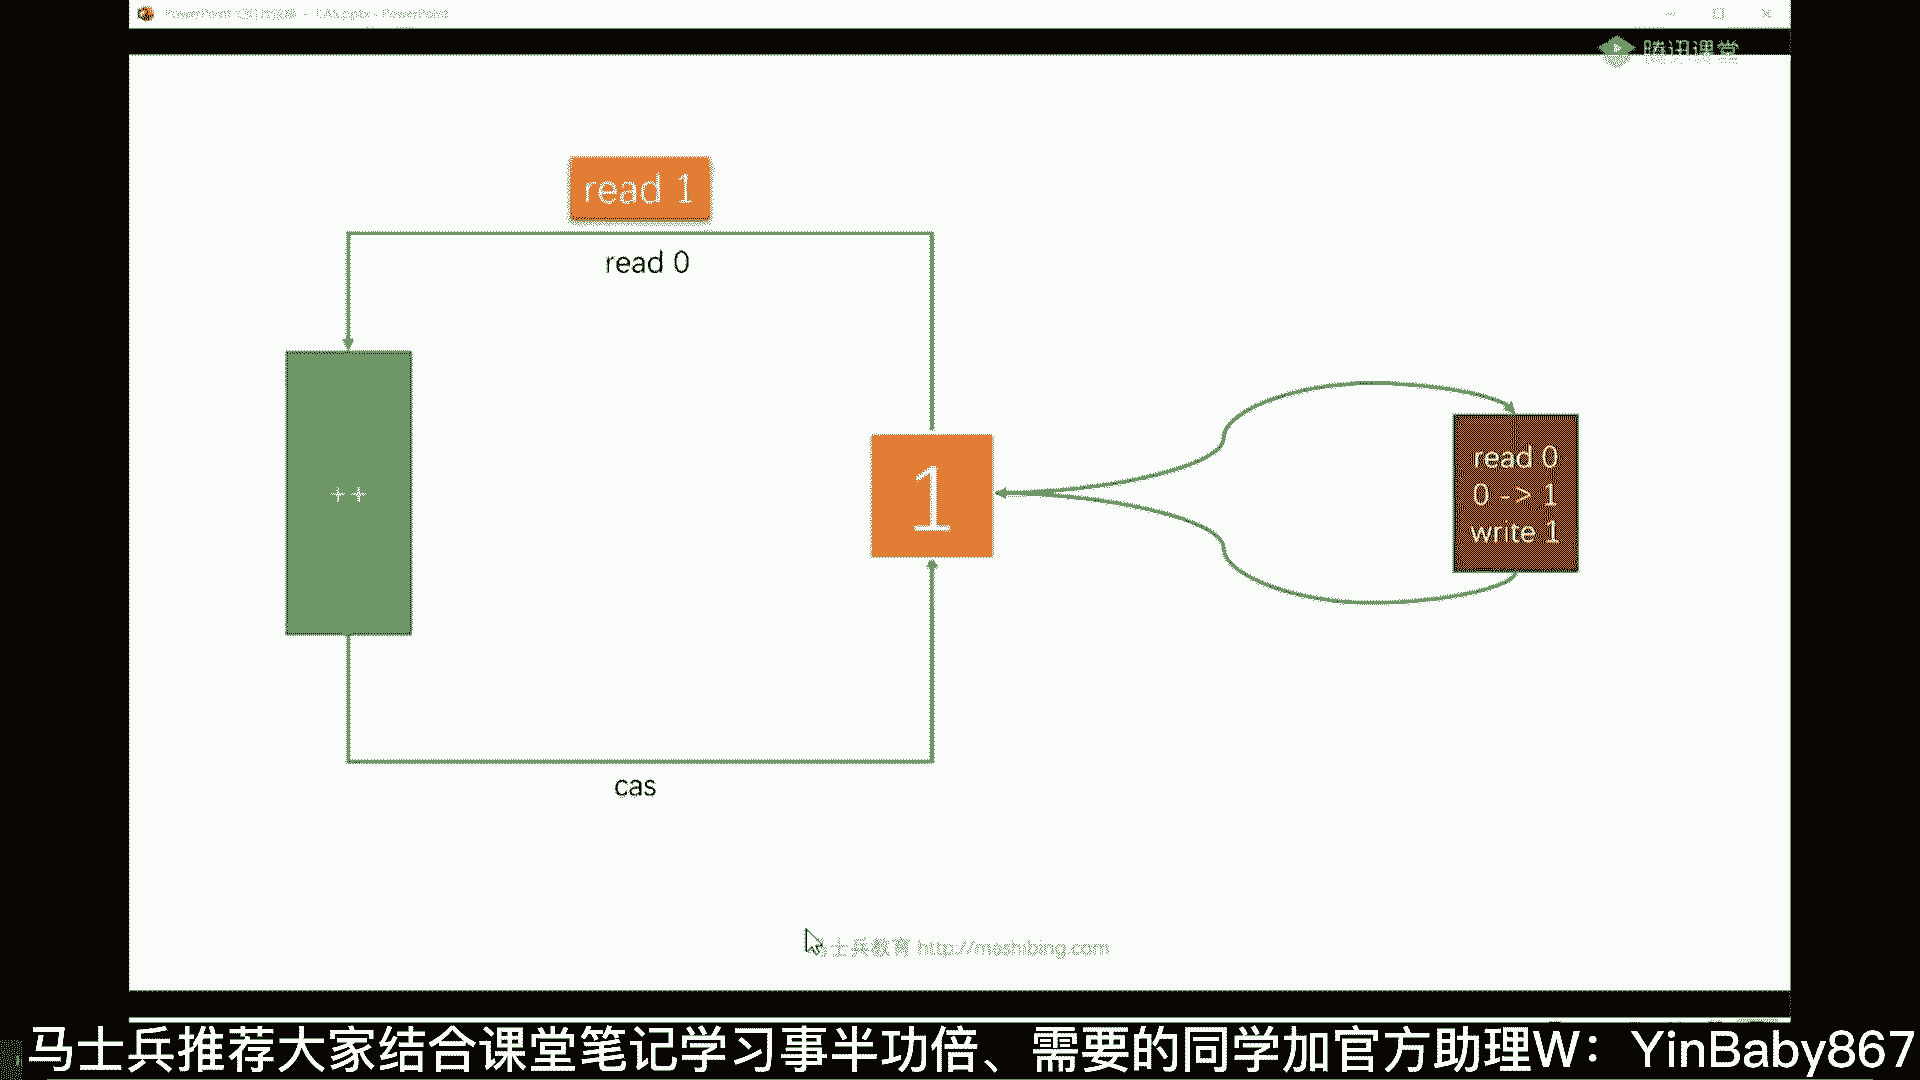 CAS.pptx - PowerPoint
腾讯课堂
read 1
read 0
++
1
read 0
0 -> 1
write 1
cas
士兵教育 http://mashibing.com
马士兵推荐大家结合课堂笔记学习事半功倍、需要的同学加官方助理W：YinBaby867